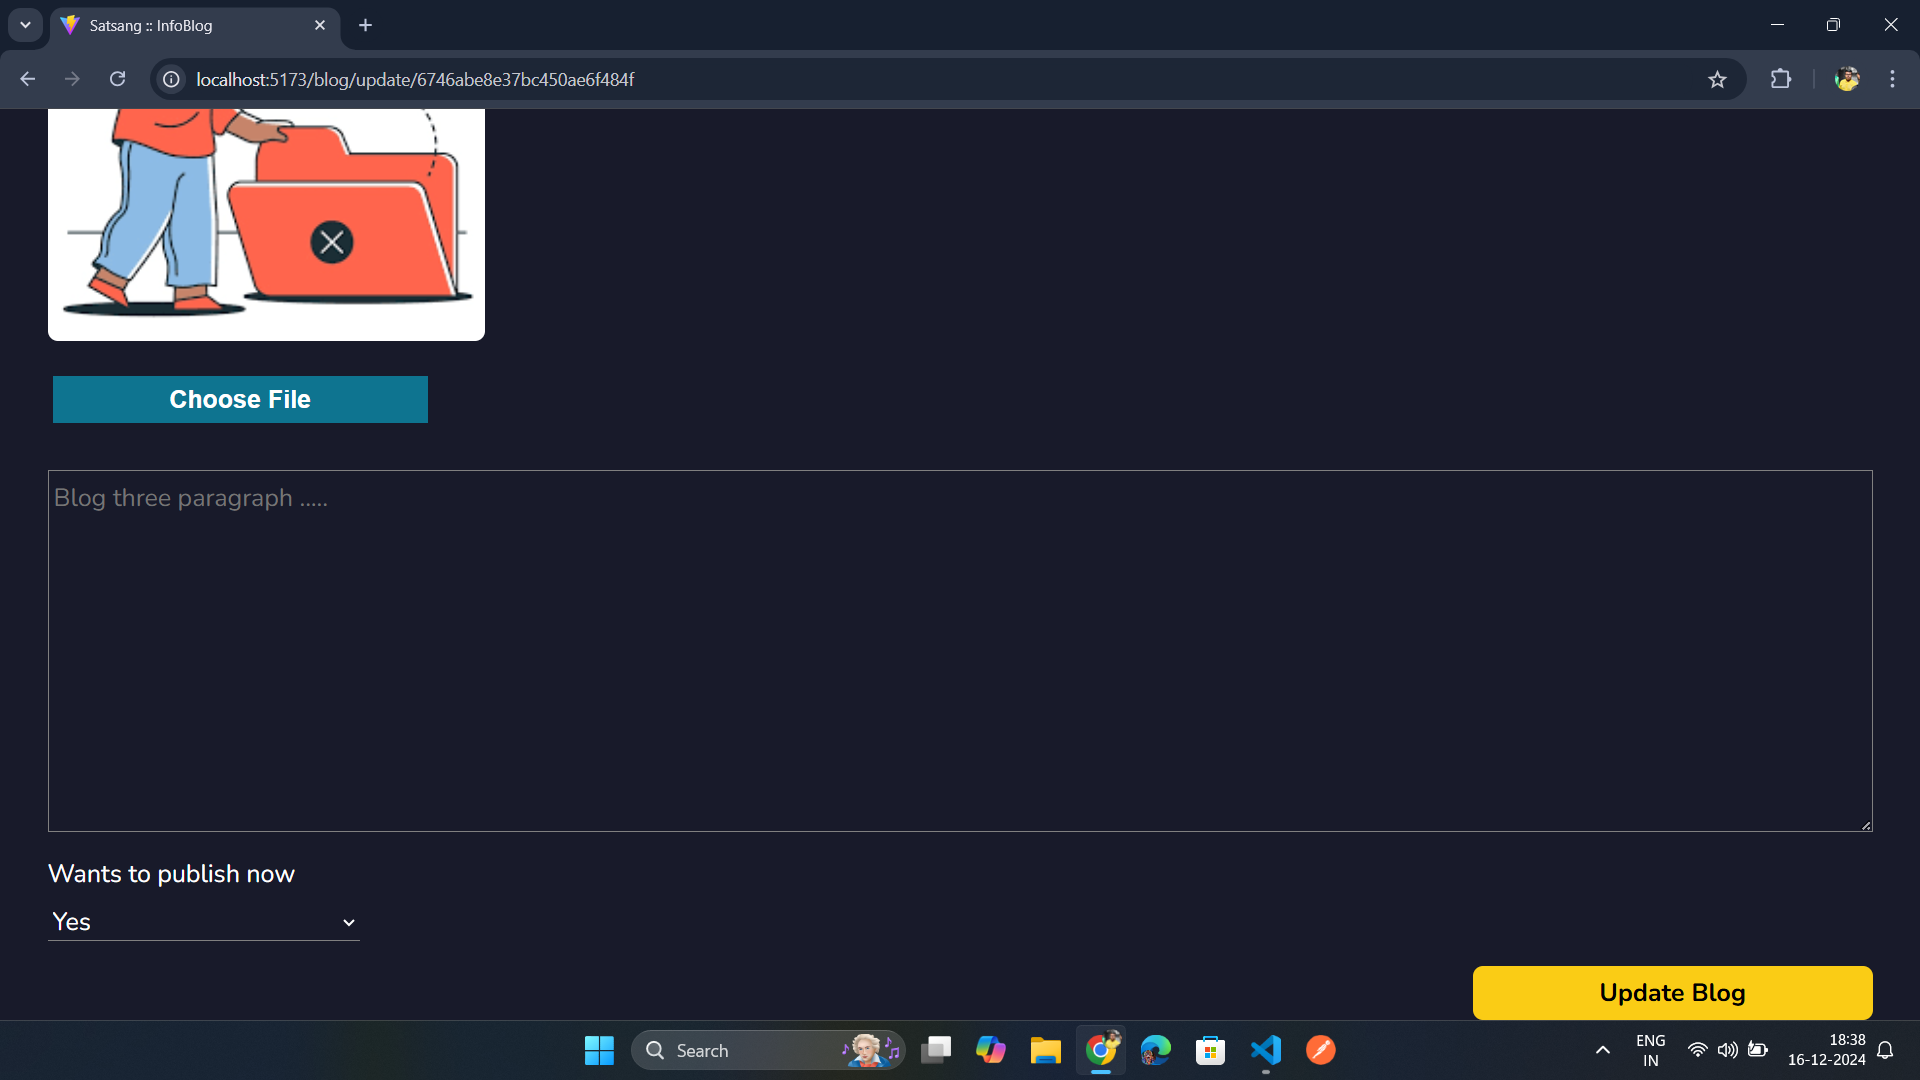 Satsang :: InfoBlog
localhost:5173/blog/update/6746abe8e37bc450ae6f484f
Choose File
Blog three paragraph .....
Wants to publish now
Yes
Update Blog
Search
ENG
IN
18:38
16-12-2024